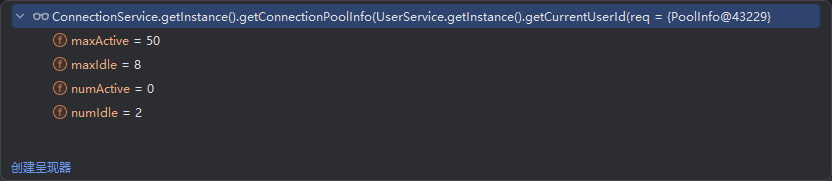 ConnectionService.getInstance().getConnectionPoolInfo(UserService.getInstance().getCurrentUserId(req = {PoolInfo@43229}
maxActive = 50
maxIdle = 8
numActive = 0
numIdle = 2
创建呈现器